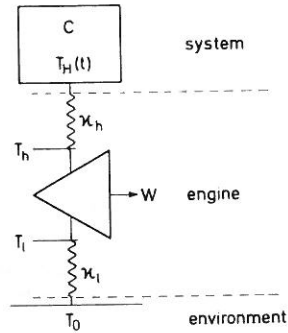 C
T_H(t)
system
ϰ_h
T_h
W
engine
T_l
ϰ_l
T_0
environment